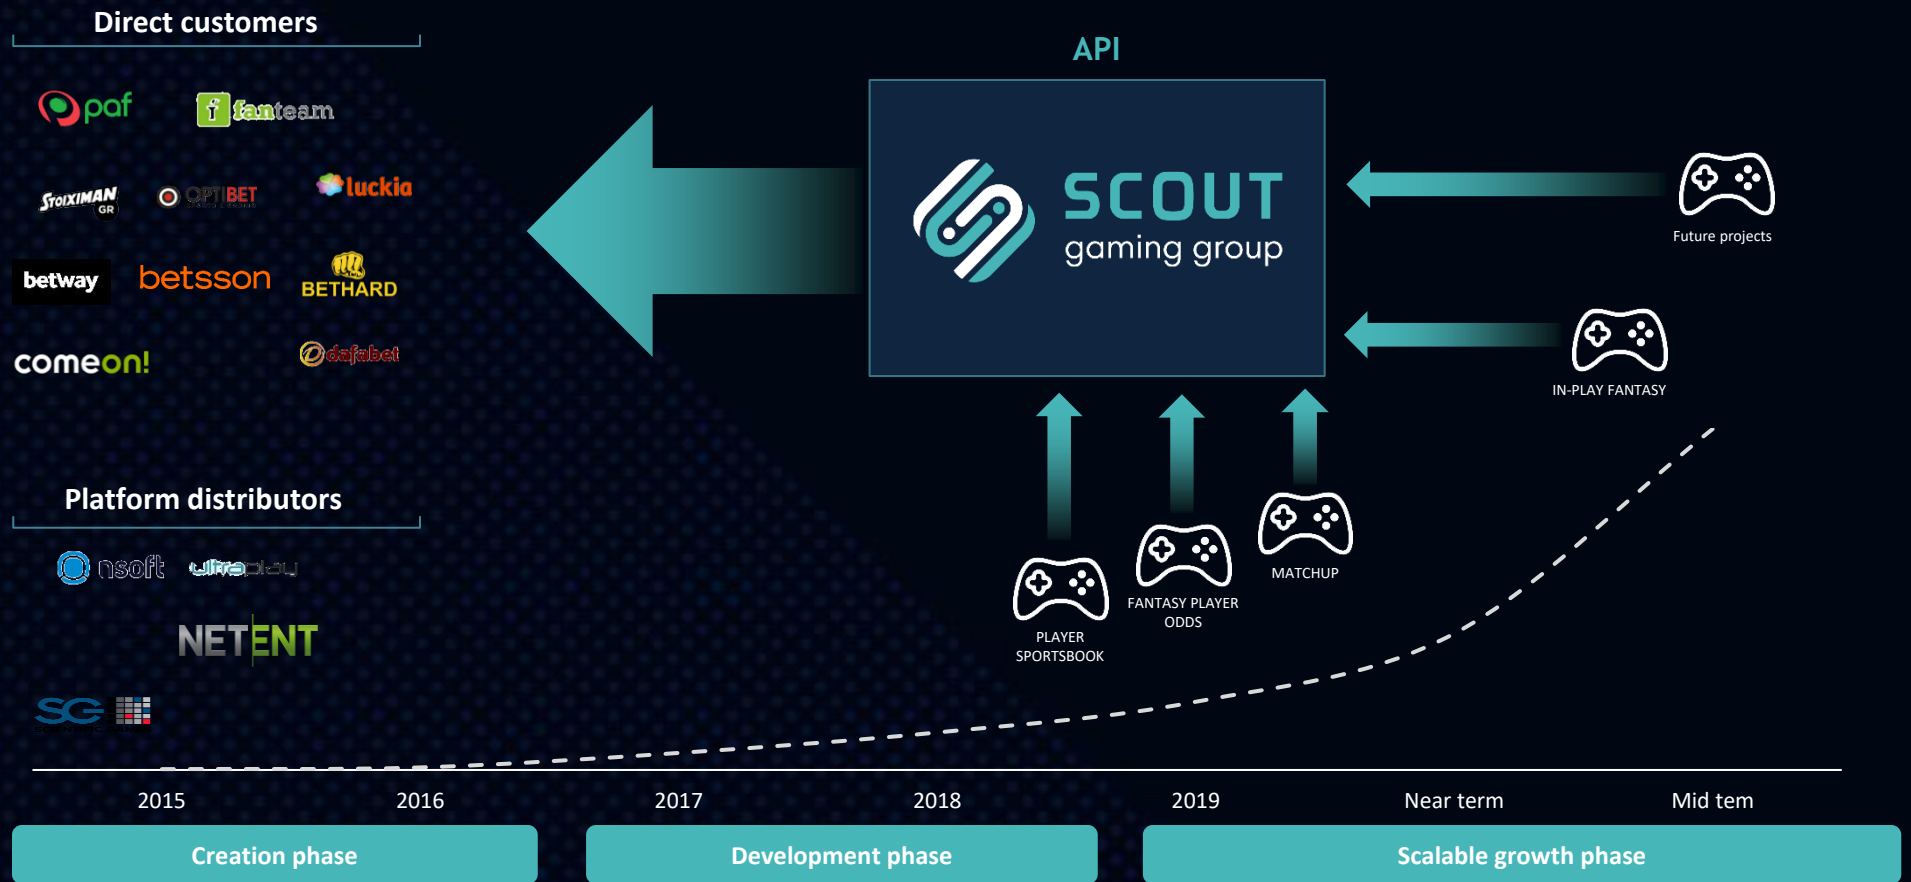 Direct customers
API
paf
f fanteam
STOIXIMAN
GR
OPTIBET
luckia
betway
betsson
BETHARD
comeon!
dafabet
SCOUT
gaming group
Future projects
IN-PLAY FANTASY
Platform distributors
nsoft
ultraplay
NETENT
SG
PLAYER
SPORTSBOOK
FANTASY PLAYER
ODDS
MATCHUP
2015
2016
2017
2018
2019
Near term
Mid tem
Creation phase
Development phase
Scalable growth phase